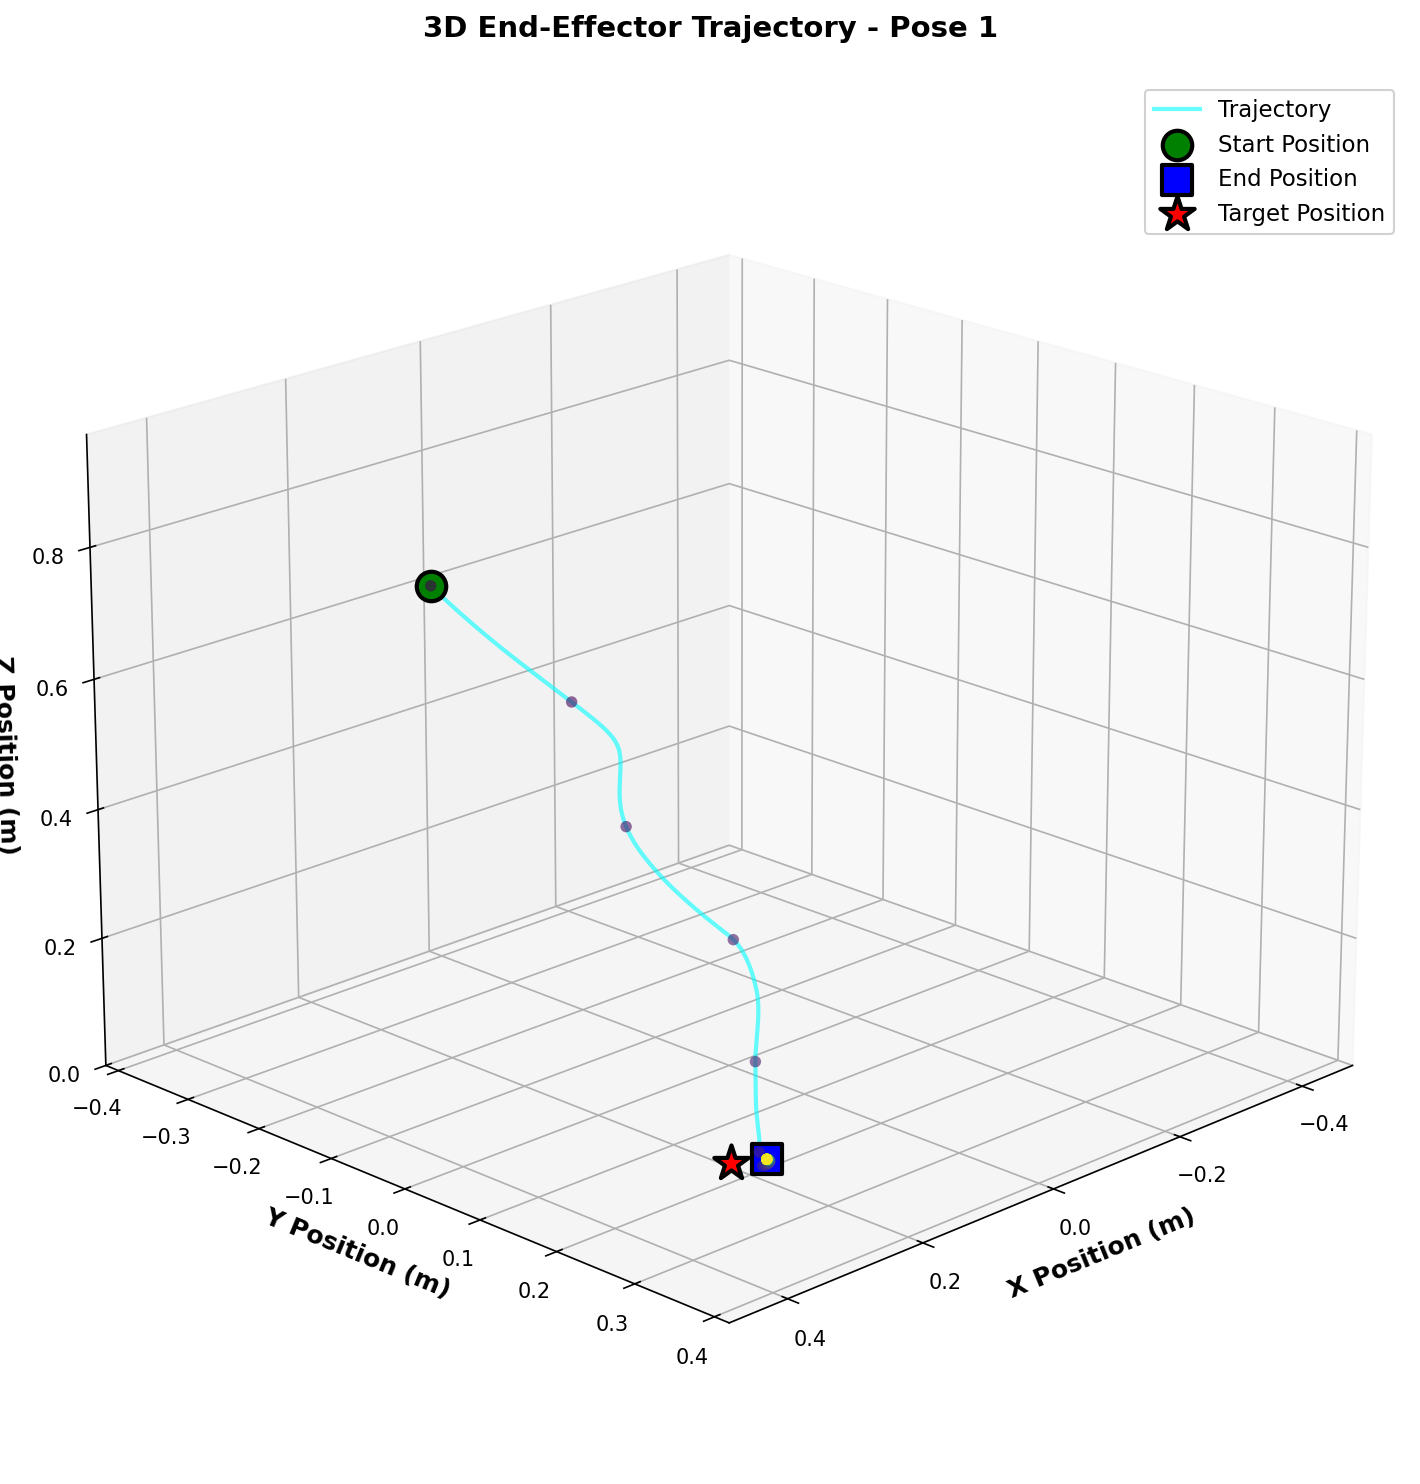 3D End-Effector Trajectory - Pose 1
Trajectory
Start Position
End Position
Target Position
0.8
0.6
0.4
0.2
0.0
Z Position (m)
−0.4
−0.3
−0.2
−0.1
0.0
0.1
0.2
0.3
0.4
Y Position (m)
−0.4
−0.2
0.0
0.2
0.4
X Position (m)